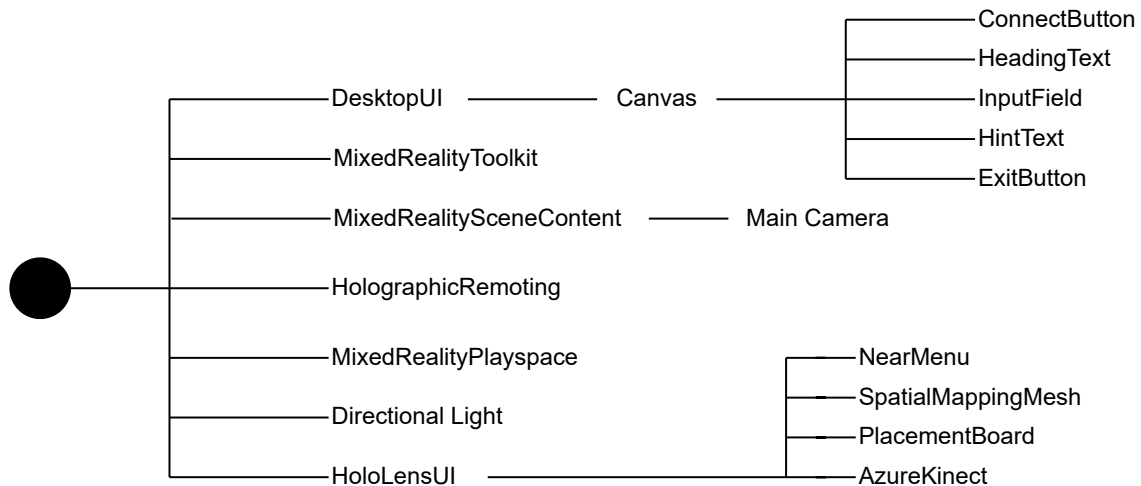 ConnectButton
HeadingText
DesktopUI Canvas InputField
HintText
MixedRealityToolkit
ExitButton
MixedRealitySceneContent Main Camera
HolographicRemoting
MixedRealityPlayspace NearMenu
SpatialMappingMesh
Directional Light
PlacementBoard
HoloLensUI AzureKinect